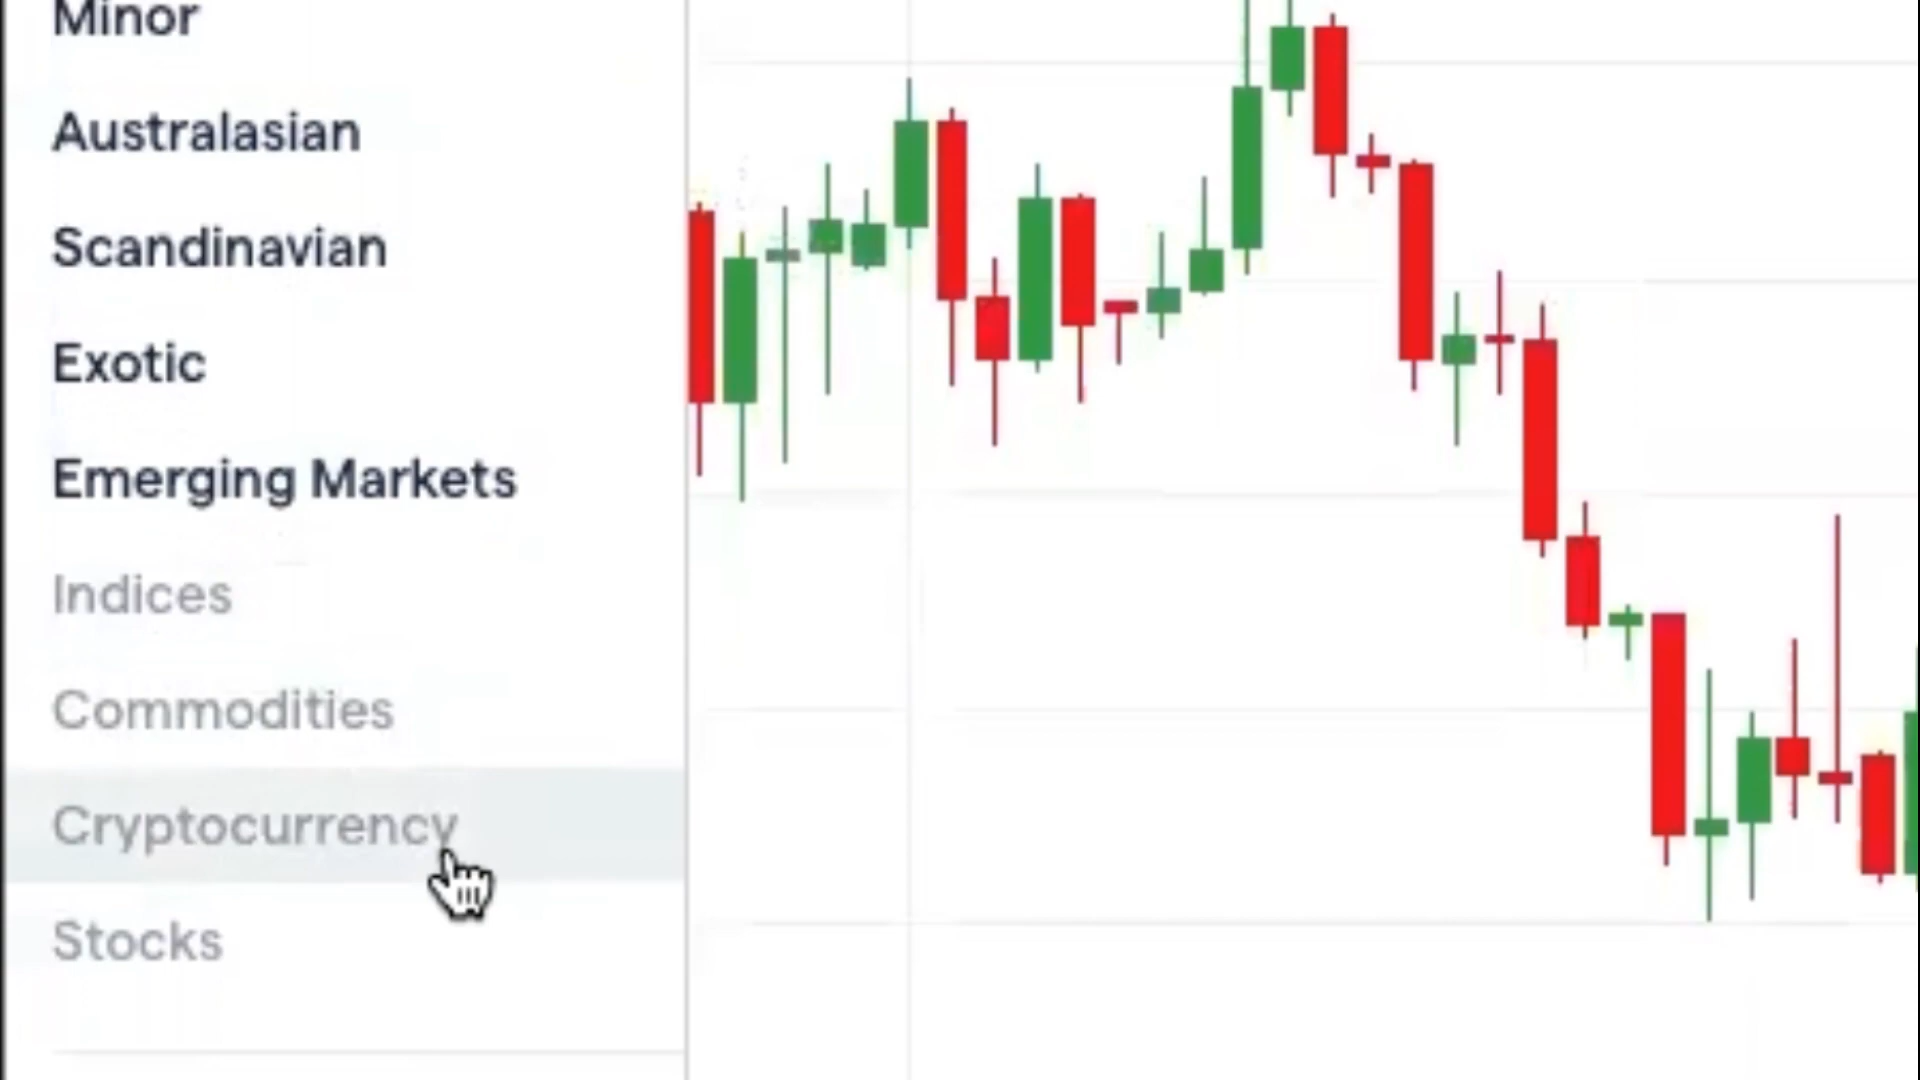 Minor
Australasian
Scandinavian
Exotic
Emerging Markets
Indices
Commodities
Cryptocurrency
Stocks